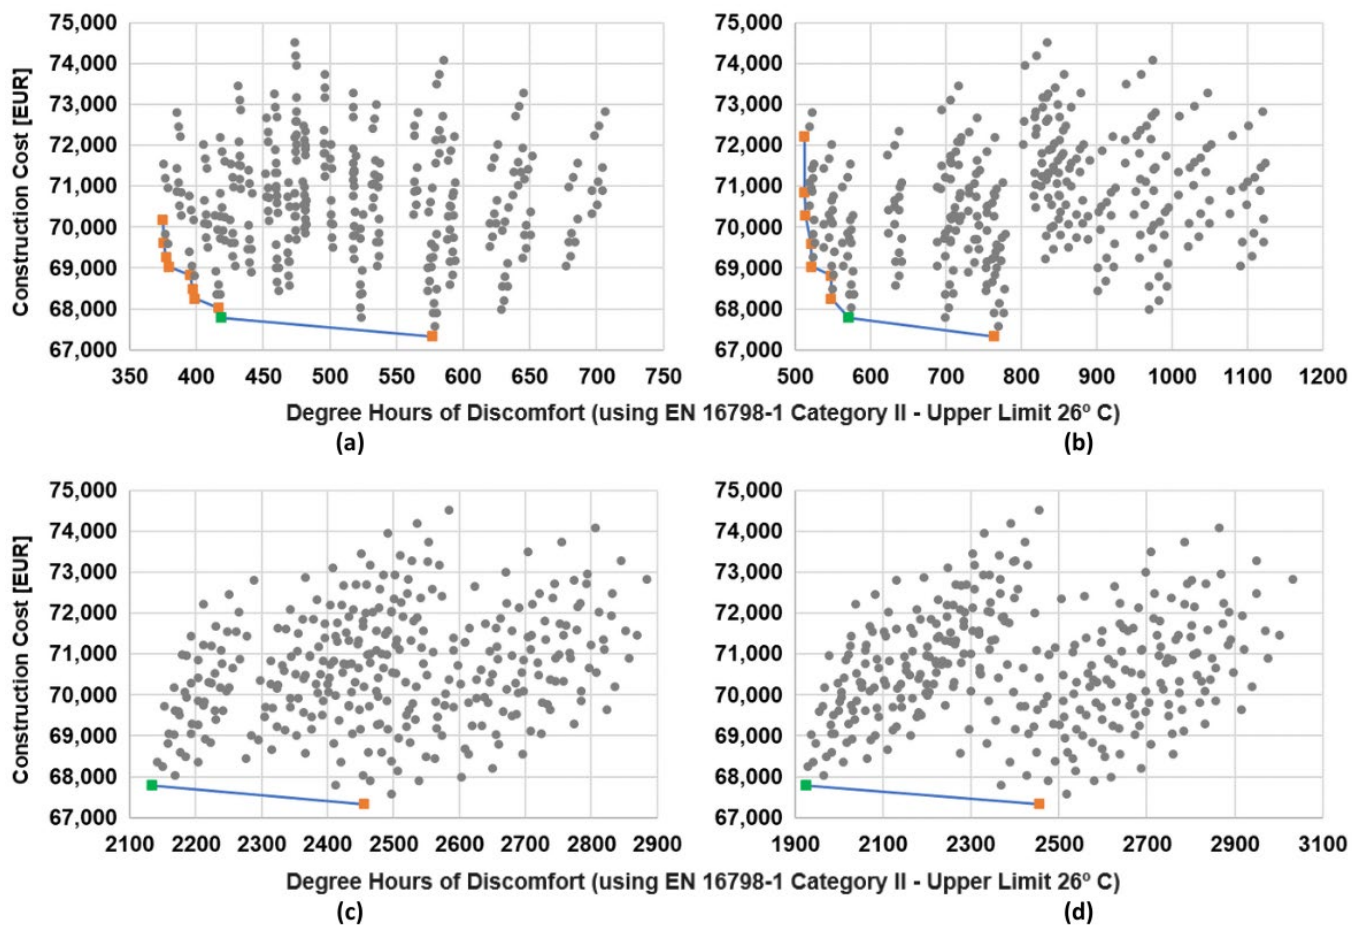 75,000 75,000
74,000 74,000
73,000 73,000
72,000 72,000
71,000 71,000
70,000 70,000
69,000 69,000
68,000 68,000
67,000 67,000
Construction Cost [EUR]
350 400 450 500 550 600 650 700 750 500 600 700 800 900 1000 1100 1200
Degree Hours of Discomfort (using EN 16798-1 Category II - Upper Limit 26º C)
(a) (b)
75,000 75,000
74,000 74,000
73,000 73,000
72,000 72,000
71,000 71,000
70,000 70,000
69,000 69,000
68,000 68,000
67,000 67,000
Construction Cost [EUR]
2100 2200 2300 2400 2500 2600 2700 2800 2900 1900 2100 2300 2500 2700 2900 3100
Degree Hours of Discomfort (using EN 16798-1 Category II - Upper Limit 26º C)
(c) (d)